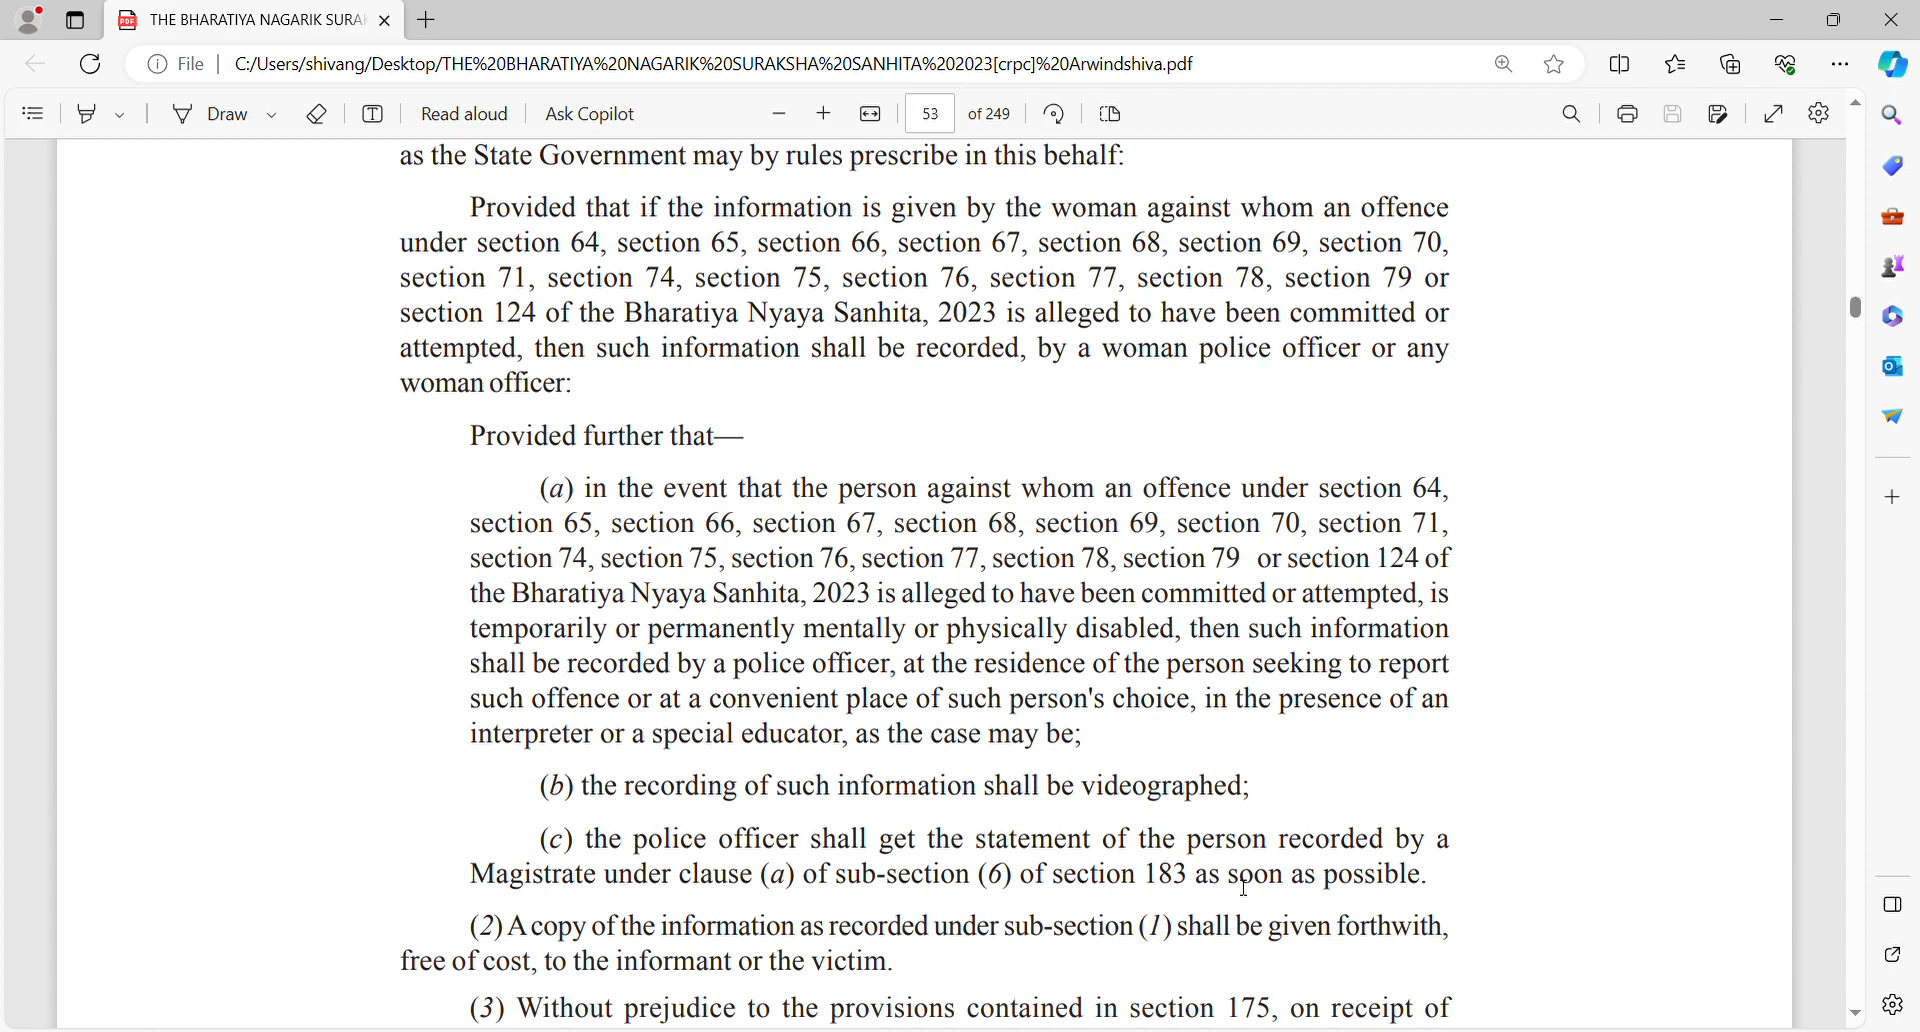 THE BHARATIYA NAGARIK SURA
File
C:/Users/shivang/Desktop/THE%20BHARATIYA%20NAGARIK%20SURAKSHA%20SANHITA%202023[crpc]%20Arwindshiva.pdf
Draw
Read aloud
Ask Copilot
53
of 249
as the State Government may by rules prescribe in this behalf:
Provided that if the information is given by the woman against whom an offence
under section 64, section 65, section 66, section 67, section 68, section 69, section 70,
section 71, section 74, section 75, section 76, section 77, section 78, section 79 or
section 124 of the Bharatiya Nyaya Sanhita, 2023 is alleged to have been committed or
attempted, then such information shall be recorded, by a woman police officer or any
woman officer:
Provided further that—
(a) in the event that the person against whom an offence under section 64,
section 65, section 66, section 67, section 68, section 69, section 70, section 71,
section 74, section 75, section 76, section 77, section 78, section 79 or section 124 of
the Bharatiya Nyaya Sanhita, 2023 is alleged to have been committed or attempted, is
temporarily or permanently mentally or physically disabled, then such information
shall be recorded by a police officer, at the residence of the person seeking to report
such offence or at a convenient place of such person's choice, in the presence of an
interpreter or a special educator, as the case may be;
(b) the recording of such information shall be videographed;
(c) the police officer shall get the statement of the person recorded by a
Magistrate under clause (a) of sub-section (6) of section 183 as soon as possible.
(2) A copy of the information as recorded under sub-section (1) shall be given forthwith,
free of cost, to the informant or the victim.
(3) Without prejudice to the provisions contained in section 175, on receipt of